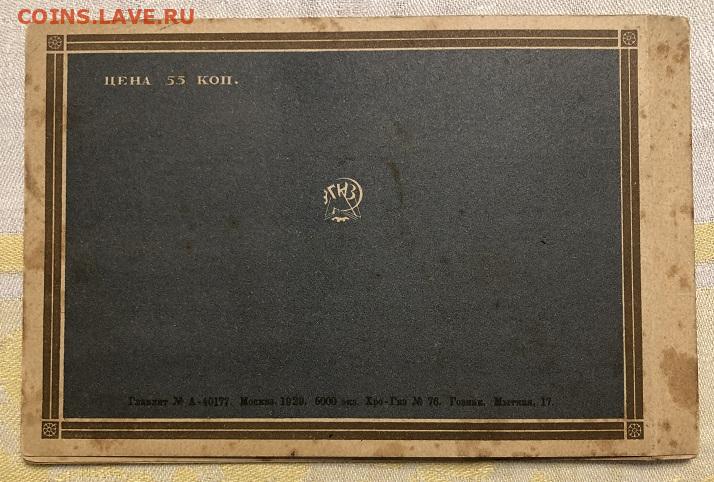 COINS.LAVE.RU
ЦЕНА 55 КОП.
ГИЗ
Главлит № А-40177. Москва. 1929. 5000 экз. Хро-Гиз № 76. Гознак. Мытная, 17.